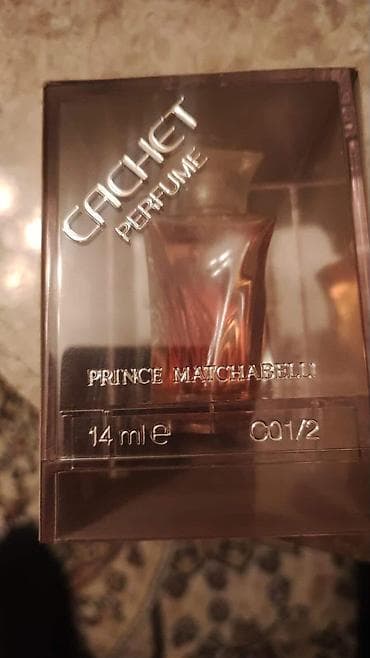 CACHET
PERFUME
PRINCE MATCHABELLI
14 ml e C01/2